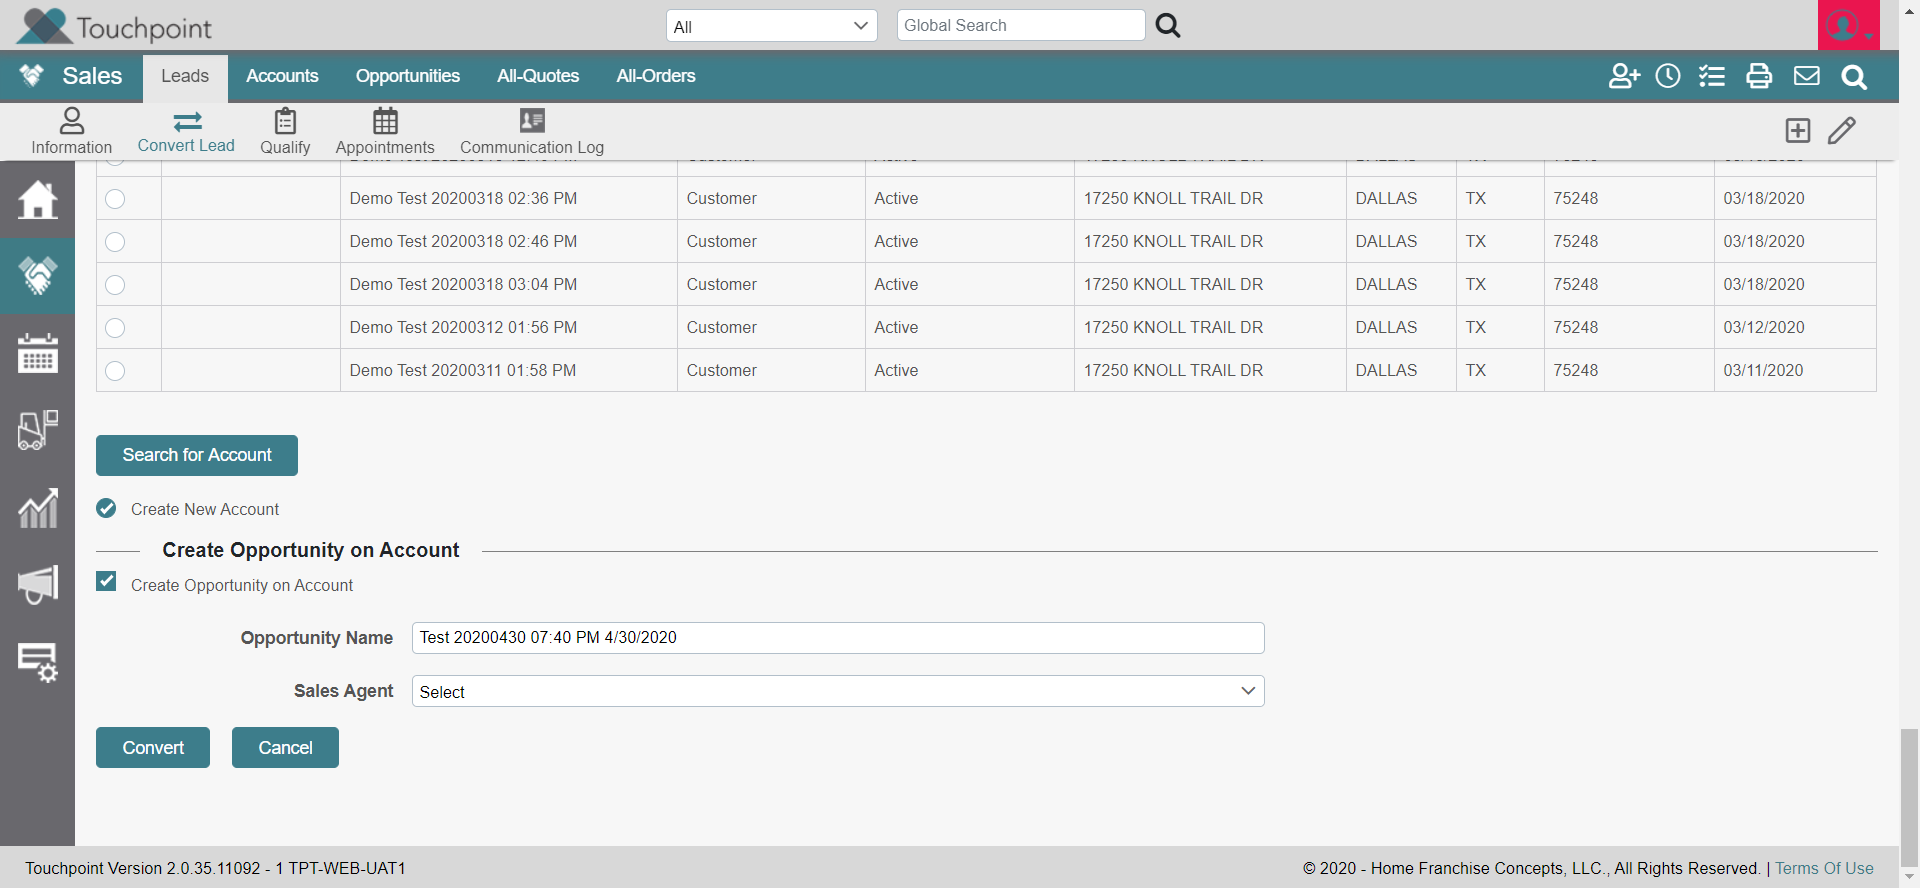 Touchpoint
All
Global Search
Sales Leads Accounts Opportunities All-Quotes All-Orders
Information Convert Lead Qualify Appointments Communication Log
Demo Test 20200318 02:36 PM Customer Active 17250 KNOLL TRAIL DR DALLAS TX 75248 03/18/2020
Demo Test 20200318 02:46 PM Customer Active 17250 KNOLL TRAIL DR DALLAS TX 75248 03/18/2020
Demo Test 20200318 03:04 PM Customer Active 17250 KNOLL TRAIL DR DALLAS TX 75248 03/18/2020
Demo Test 20200312 01:56 PM Customer Active 17250 KNOLL TRAIL DR DALLAS TX 75248 03/12/2020
Demo Test 20200311 01:58 PM Customer Active 17250 KNOLL TRAIL DR DALLAS TX 75248 03/11/2020
Search for Account
Create New Account
Create Opportunity on Account
Create Opportunity on Account
Opportunity Name Test 20200430 07:40 PM 4/30/2020
Sales Agent Select
Convert Cancel
Touchpoint Version 2.0.35.11092 - 1 TPT-WEB-UAT1 © 2020 - Home Franchise Concepts, LLC., All Rights Reserved. | Terms Of Use